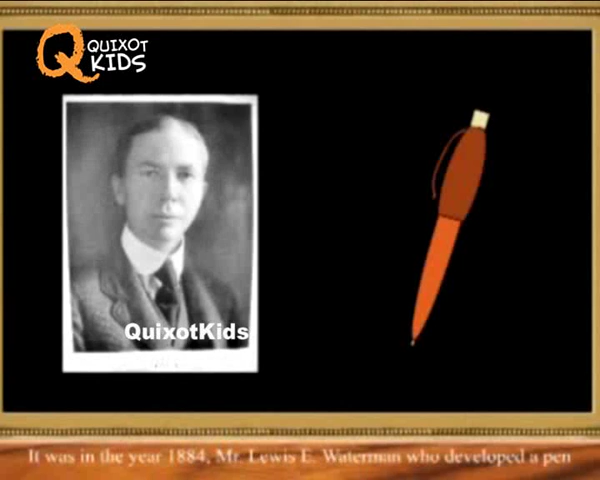 QUIXOT
KIDS
QuixotKids
It was in the year 1884, Mr. Lewis E. Waterman who developed a pen